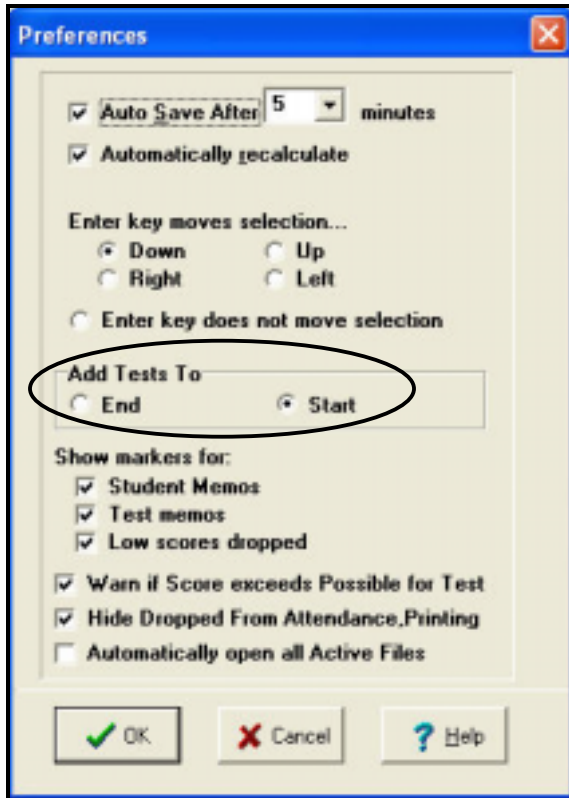 Preferences
Auto Save After 5 minutes
Automatically recalculate
Enter key moves selection...
Down Up
Right Left
Enter key does not move selection
Add Tests To
End Start
Show markers for:
Student Memos
Test memos
Low scores dropped
Warn if Score exceeds Possible for Test
Hide Dropped From Attendance,Printing
Automatically open all Active Files
OK Cancel ? Help